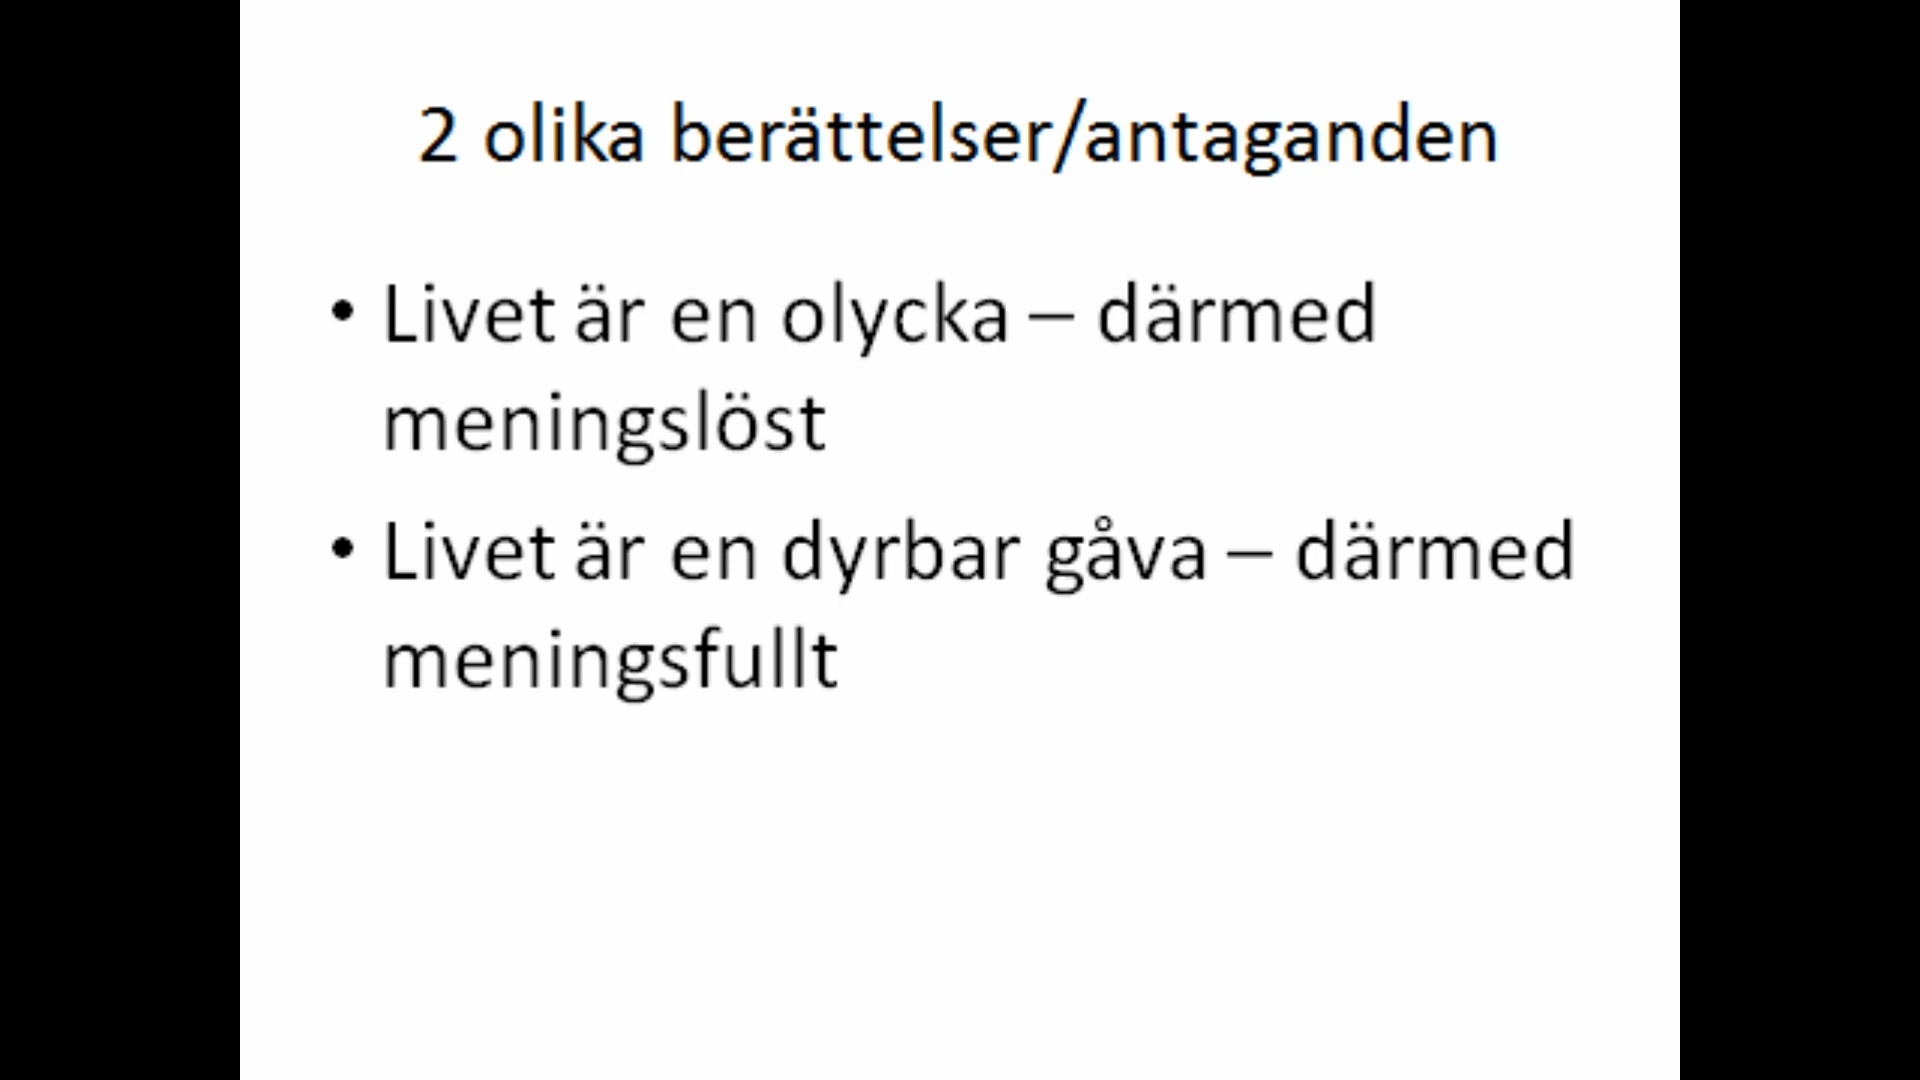 2 olika berättelser/antaganden
• Livet är en olycka – därmed
meningslöst
• Livet är en dyrbar gåva – därmed
meningsfullt